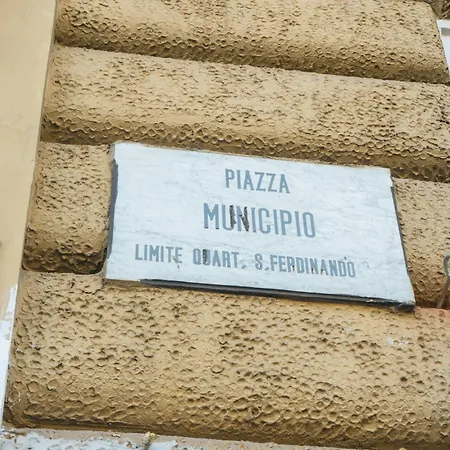 PIAZZA
MUNICIPIO
LIMITE QUART. S. FERDINANDO